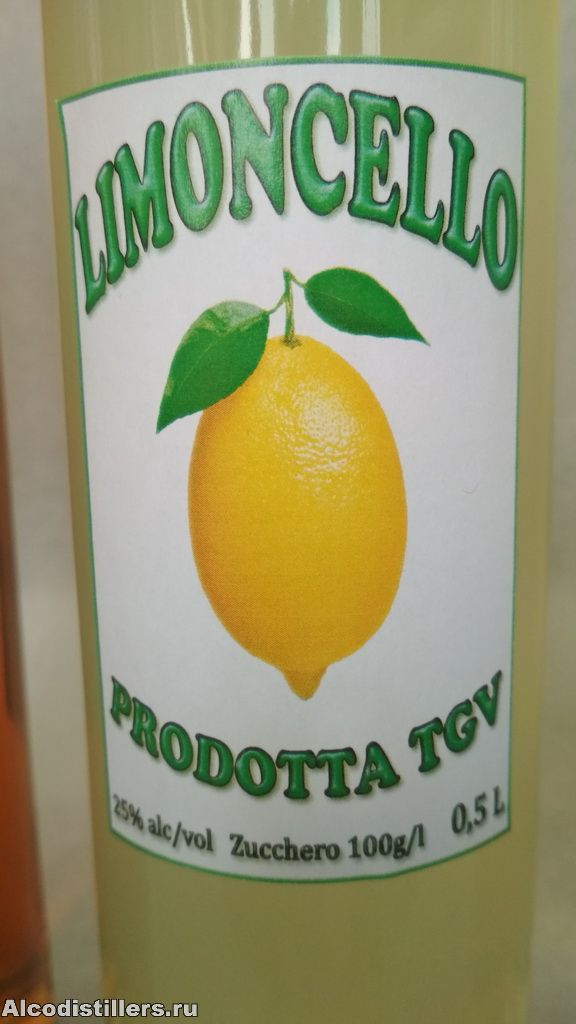 LIMONCELLO
PRODOTTA TGV
25% alc/vol Zucchero 100g/l 0,5 L
Alcodistillers.ru